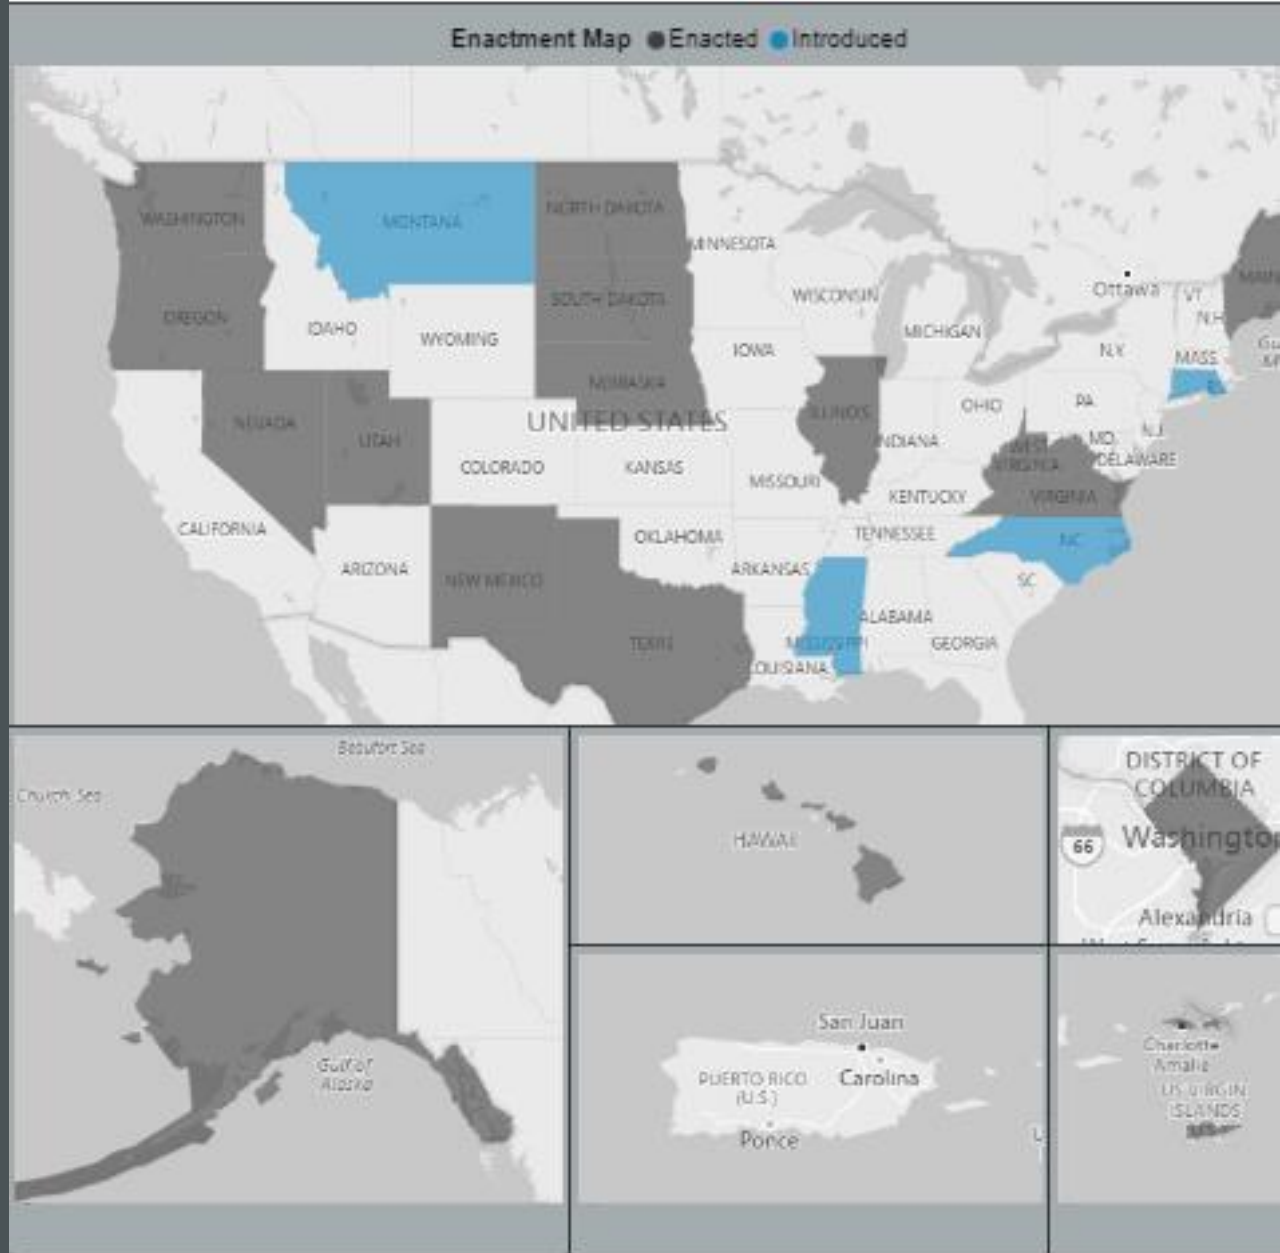 Enactment Map Enacted Introduced
WASHINGTON
MONTANA
NORTH DAKOTA
MINNESOTA
OREGON
IDAHO
WYOMING
SOUTH DAKOTA
WISCONSIN
MICHIGAN
Ottawa
VT
N.H
MAIN
IOWA
N.Y.
MASS
NEBRASKA
UNITED STATES
NEVADA
UTAH
COLORADO
KANSAS
MISSOURI
ILLINOIS
INDIANA
OHIO
PA
N.J.
MD.
DELAWARE
WEST
VIRGINIA
VIRGINIA
KENTUCKY
CALIFORNIA
ARIZONA
NEW MEXICO
OKLAHOMA
ARKANSAS
TENNESSEE
NC
SC
TEXAS
MISSISSIPPI
ALABAMA
GEORGIA
LOUISIANA
Beaufort Sea
Gulf of
Alaska
HAWAII
DISTRICT OF
COLUMBIA
66
Washington
Alexandria
San Juan
PUERTO RICO
(U.S.)
Carolina
Ponce
Charlotte
Amalie
US VIRGIN
ISLANDS